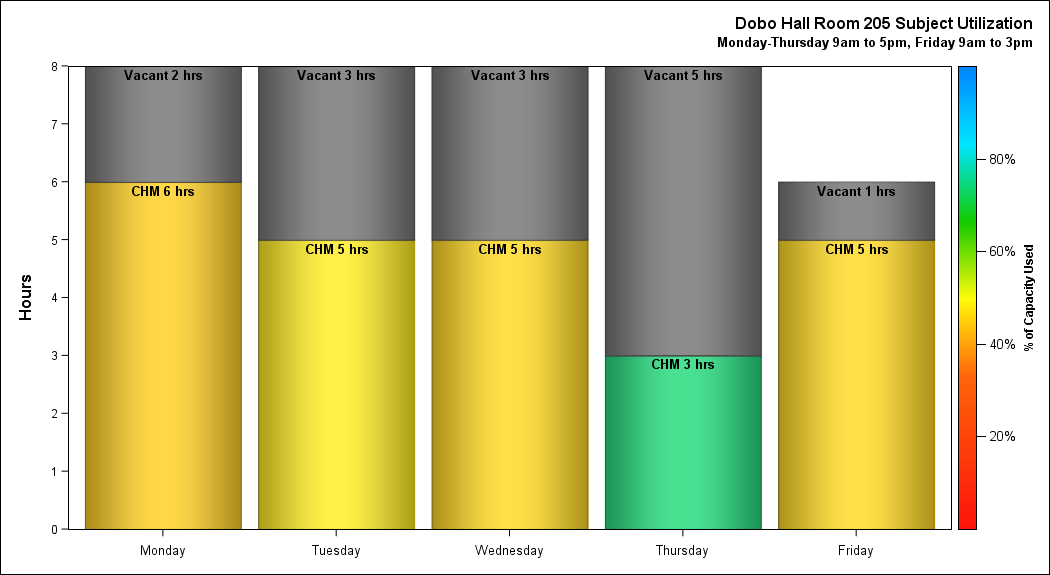 Dobo Hall Room 205 Subject Utilization
Monday-Thursday 9am to 5pm, Friday 9am to 3pm
8
7
6
5
4
3
2
1
0
Hours
Vacant 2 hrs
CHM 6 hrs
Vacant 3 hrs
CHM 5 hrs
Vacant 3 hrs
CHM 5 hrs
Vacant 5 hrs
CHM 3 hrs
Vacant 1 hrs
CHM 5 hrs
Monday
Tuesday
Wednesday
Thursday
Friday
80%
60%
40%
20%
% of Capacity Used